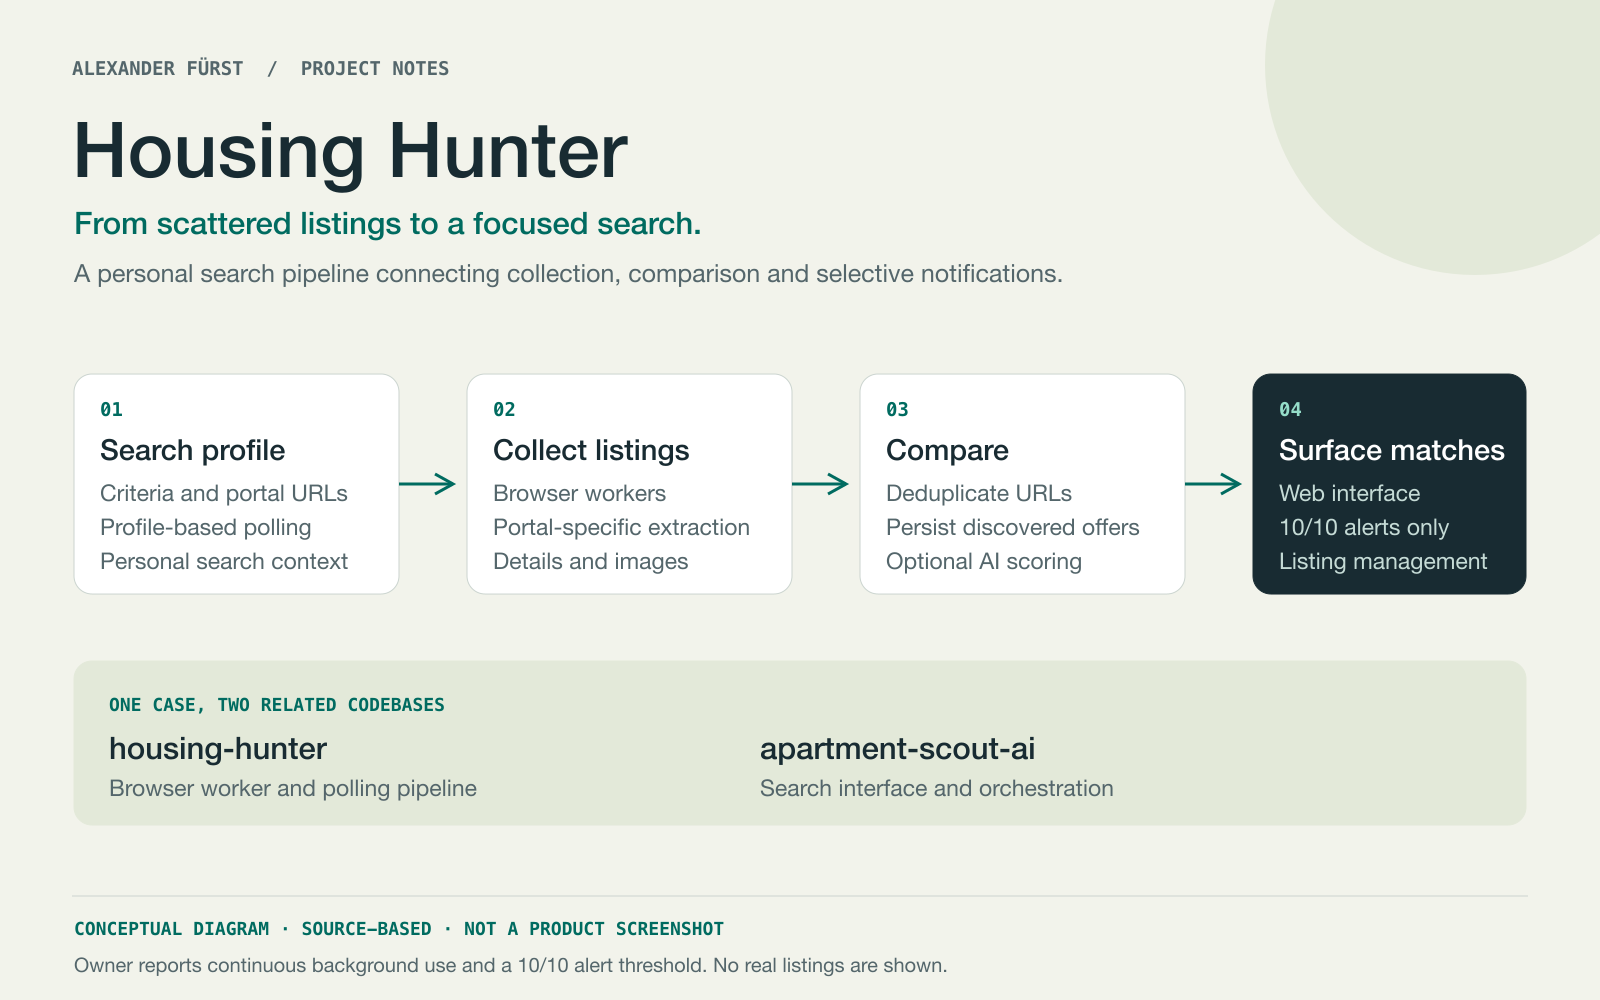 ALEXANDER FÜRST / PROJECT NOTES
Housing Hunter
From scattered listings to a focused search.
A personal search pipeline connecting collection, comparison and selective notifications.
01
Search profile
Criteria and portal URLs
Profile-based polling
Personal search context
02
Collect listings
Browser workers
Portal-specific extraction
Details and images
03
Compare
Deduplicate URLs
Persist discovered offers
Optional AI scoring
04
Surface matches
Web interface
10/10 alerts only
Listing management
ONE CASE, TWO RELATED CODEBASES
housing-hunter
Browser worker and polling pipeline
apartment-scout-ai
Search interface and orchestration
CONCEPTUAL DIAGRAM · SOURCE–BASED · NOT A PRODUCT SCREENSHOT
Owner reports continuous background use and a 10/10 alert threshold. No real listings are shown.